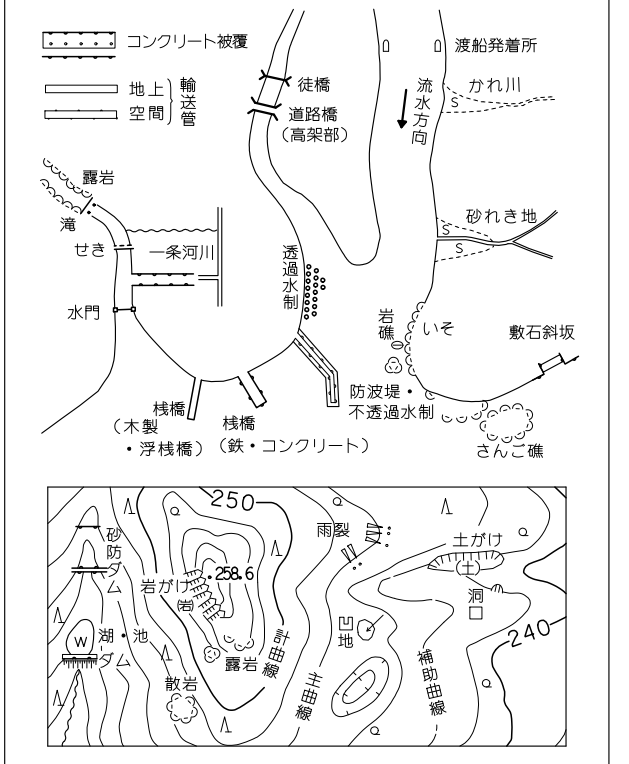 コンクリート被覆
地上
空間
輸送管
徒橋
道路橋
(高架部)
渡船発着所
流水方向
かれ川
S
露岩
滝
せき
一条河川
水門
透過水制
砂れき地
S
S
岩礁
いそ
敷石斜坂
桟橋
(木製
・浮桟橋)
桟橋
(鉄・コンクリート)
防波堤・
不透過水制
さんご礁
250
砂防ダム
岩がけ
(岩)
258.6
雨裂
土がけ
(土)
洞口
凹地
W
湖・池
ダム
露岩
散岩
計曲線
主曲線
補助曲線
240